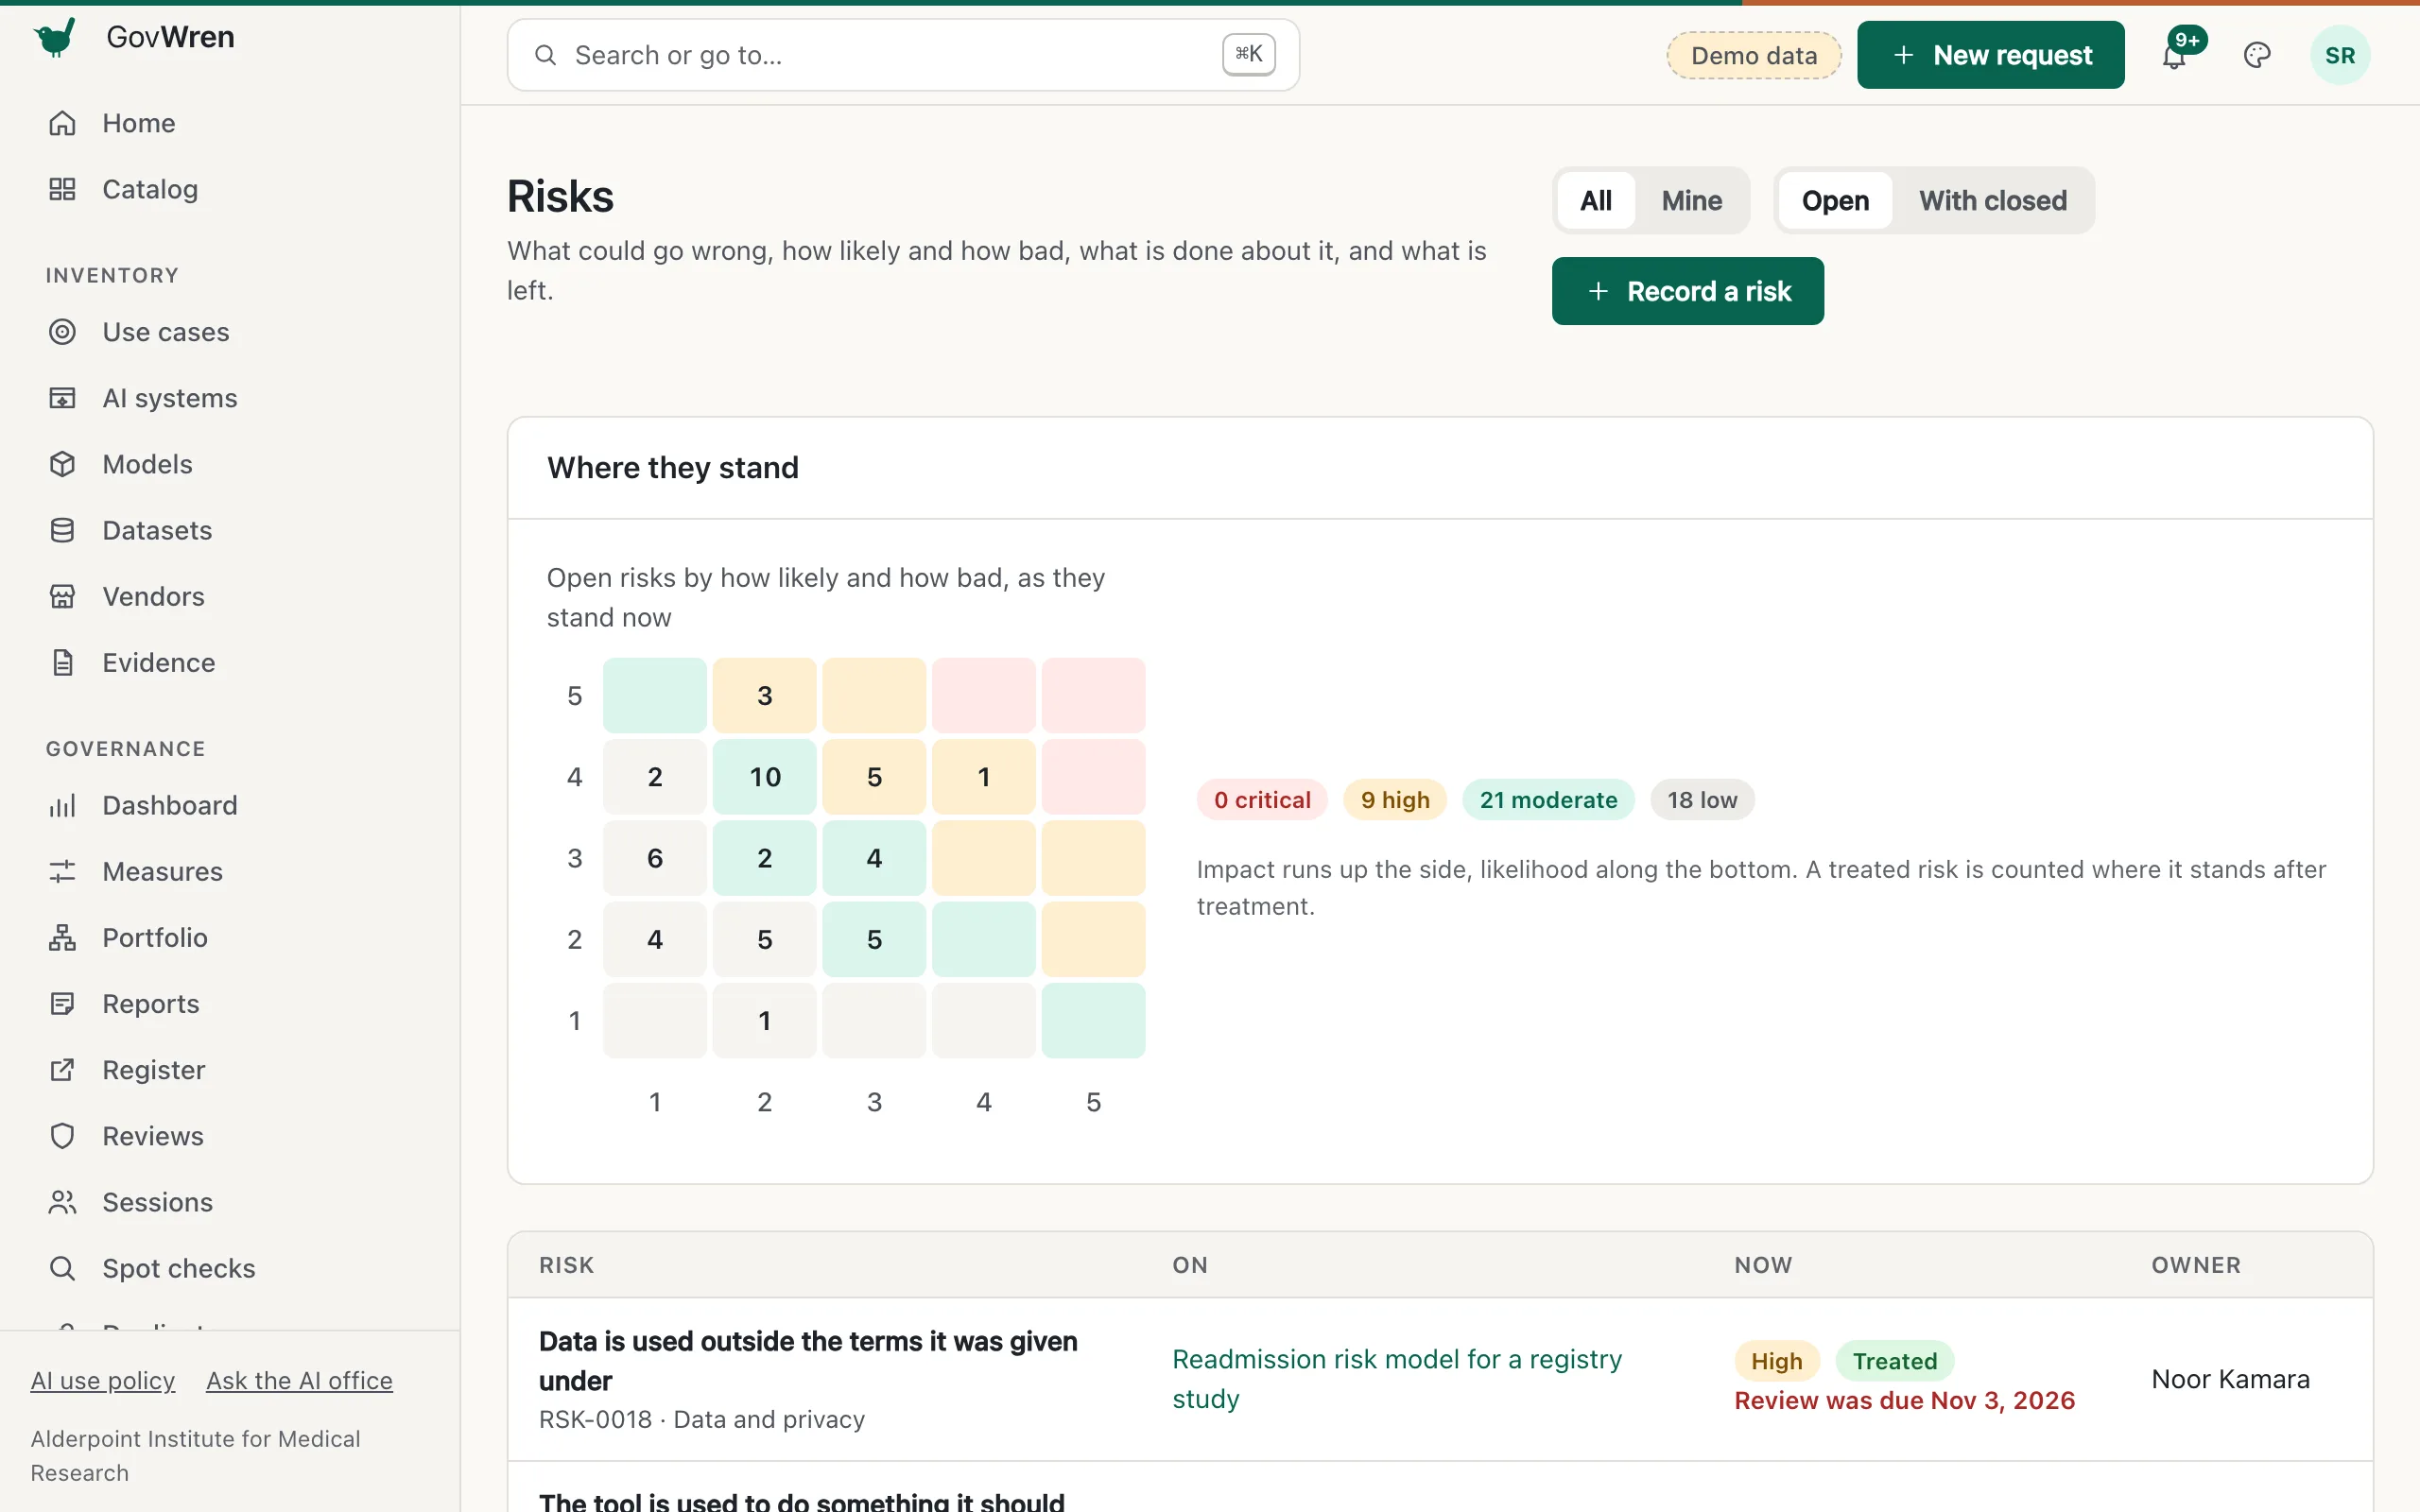 GovWren
Search or go to...
⌘K
Demo data
+ New request
9+
SR
Home
Catalog
INVENTORY
Use cases
AI systems
Models
Datasets
Vendors
Evidence
GOVERNANCE
Dashboard
Measures
Portfolio
Reports
Register
Reviews
Sessions
Spot checks
AI use policy
Ask the AI office
Alderpoint Institute for Medical
Research
Risks
What could go wrong, how likely and how bad, what is done about it, and what is
left.
All
Mine
Open
With closed
+ Record a risk
Where they stand
Open risks by how likely and how bad, as they
stand now
5 3
4 2 10 5 1
3 6 2 4
2 4 5 5
1 1
1 2 3 4 5
0 critical
9 high
21 moderate
18 low
Impact runs up the side, likelihood along the bottom. A treated risk is counted where it stands after
treatment.
RISK ON NOW OWNER
Data is used outside the terms it was given
under
RSK-0018 · Data and privacy
Readmission risk model for a registry
study
High
Treated
Review was due Nov 3, 2026
Noor Kamara
The tool is used to do something it should